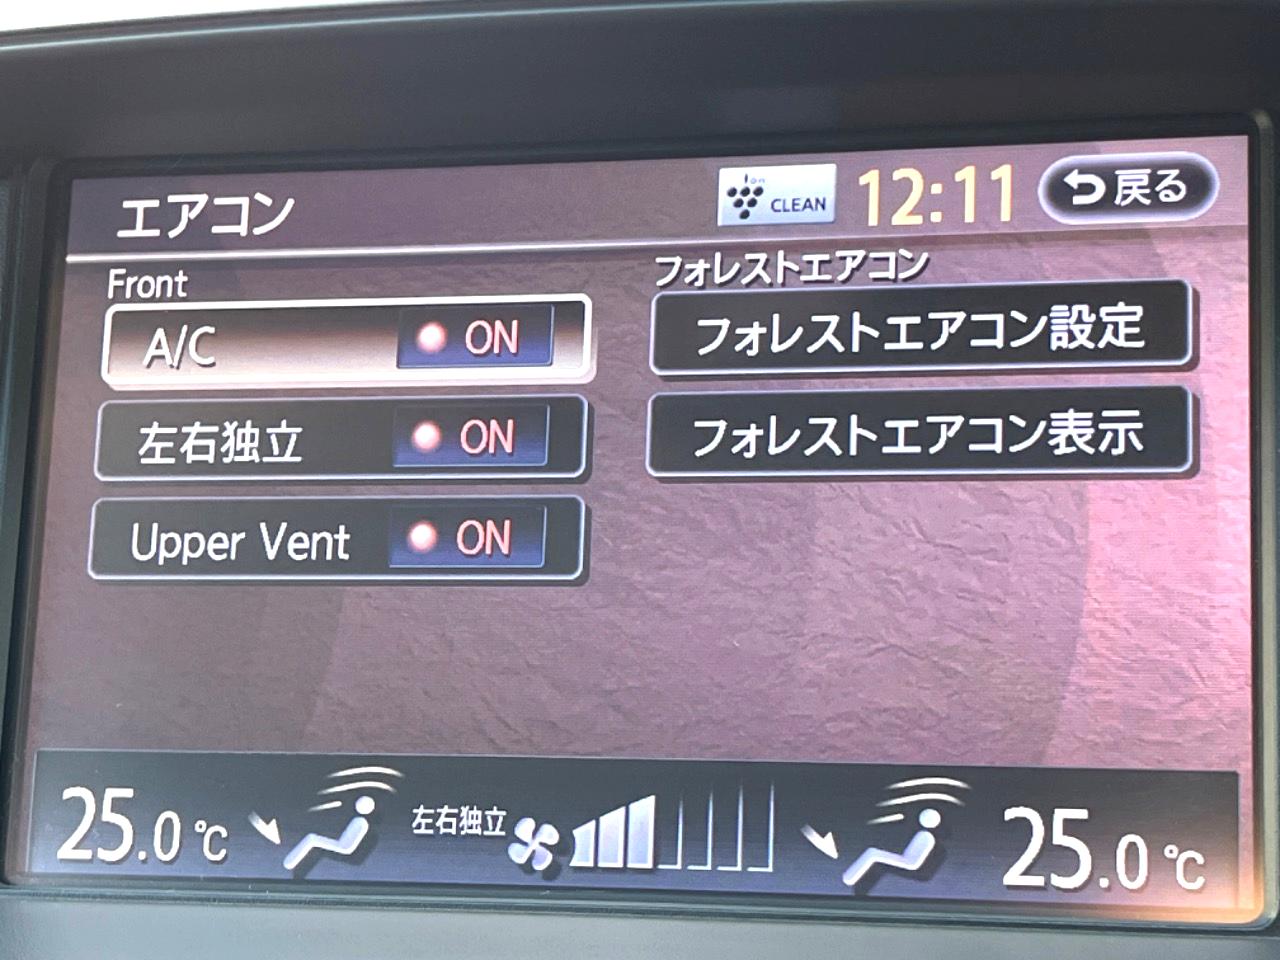 エアコン
ion CLEAN
12:11
戻る
Front
A/C ON
左右独立 ON
Upper Vent ON
フォレストエアコン
フォレストエアコン設定
フォレストエアコン表示
25.0℃
左右独立
25.0℃